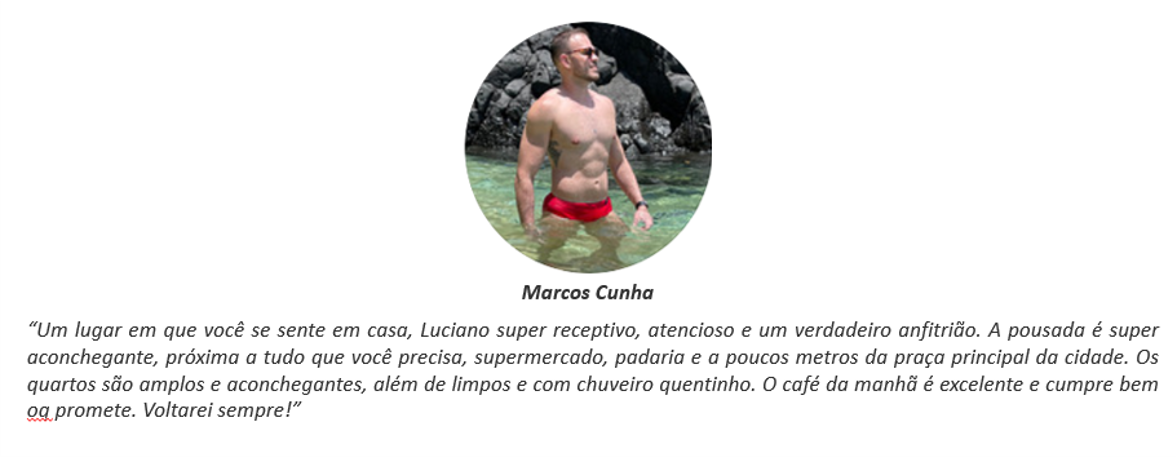 Marcos Cunha
“Um lugar em que você se sente em casa, Luciano super receptivo, atencioso e um verdadeiro anfitrião. A pousada é super
aconchegante, próxima a tudo que você precisa, supermercado, padaria e a poucos metros da praça principal da cidade. Os
quartos são amplos e aconchegantes, além de limpos e com chuveiro quentinho. O café da manhã é excelente e cumpre bem
oq promete. Voltarei sempre!”